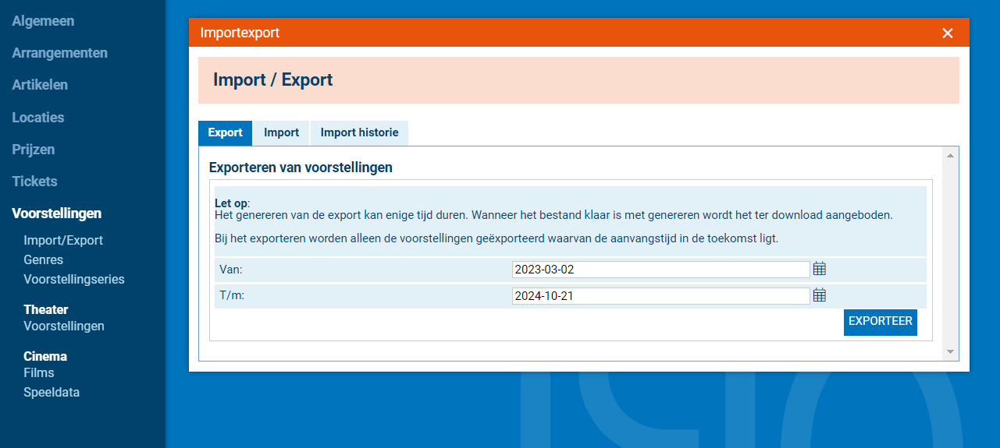 Algemeen
Arrangementen
Artikelen
Locaties
Prijzen
Tickets
Voorstellingen
Import/Export
Genres
Voorstellingseries
Theater
Voorstellingen
Cinema
Films
Speeldata
Importexport
Import / Export
Export Import Import historie
Exporteren van voorstellingen
Let op:
Het genereren van de export kan enige tijd duren. Wanneer het bestand klaar is met genereren wordt het ter download aangeboden.
Bij het exporteren worden alleen de voorstellingen geëxporteerd waarvan de aanvangstijd in de toekomst ligt.
Van: 2023-03-02
T/m: 2024-10-21
EXPORTEER